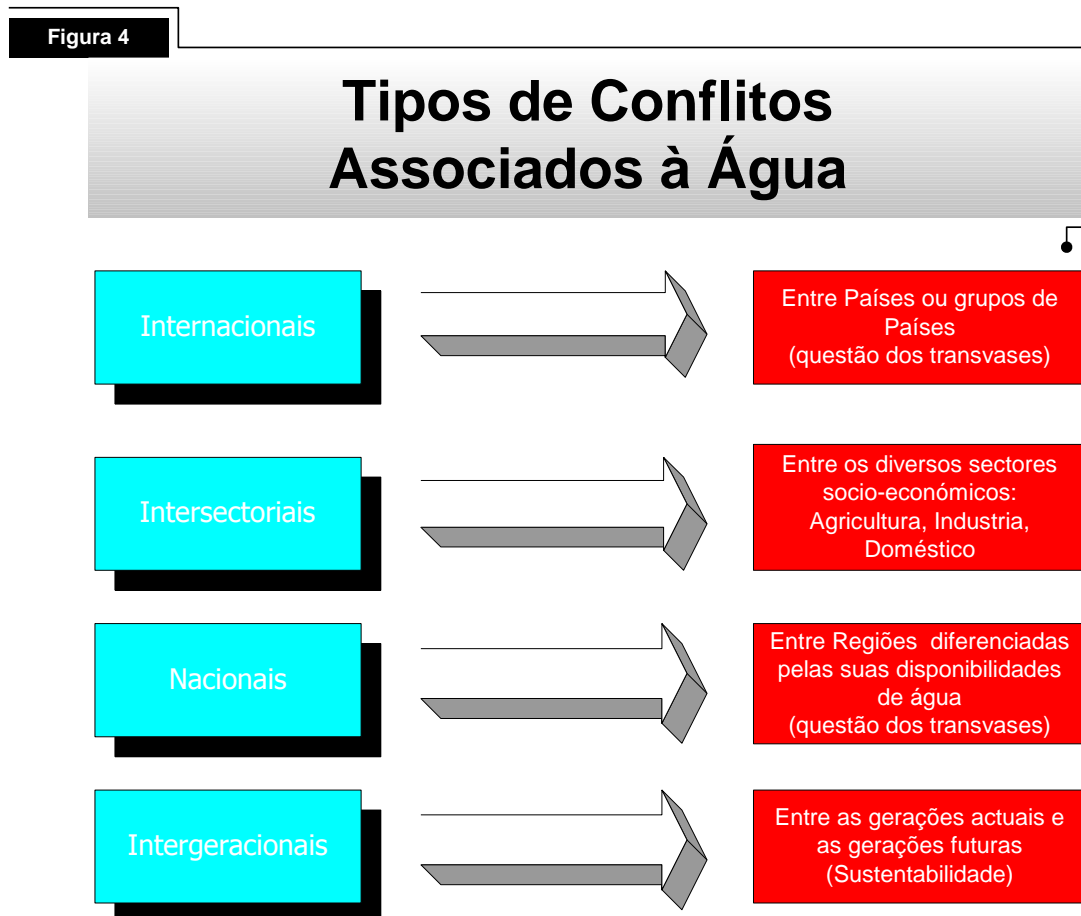 Figura 4
Tipos de Conflitos
Associados à Água
Internacionais
Entre Países ou grupos de
Países
(questão dos transvases)
Intersectoriais
Entre os diversos sectores
socio-económicos:
Agricultura, Industria,
Doméstico
Nacionais
Entre Regiões diferenciadas
pelas suas disponibilidades
de água
(questão dos transvases)
Intergeracionais
Entre as gerações actuais e
as gerações futuras
(Sustentabilidade)